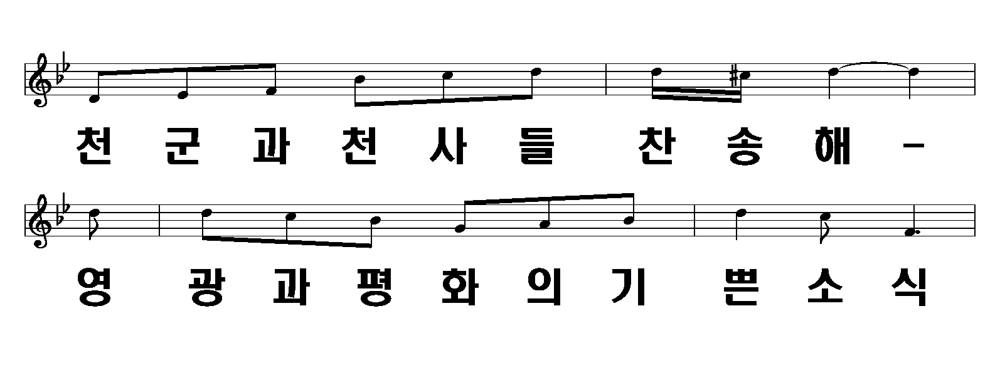 천 군 과 천 사 들 찬 송 해 -
영 광 과 평 화 의 기 쁜 소 식